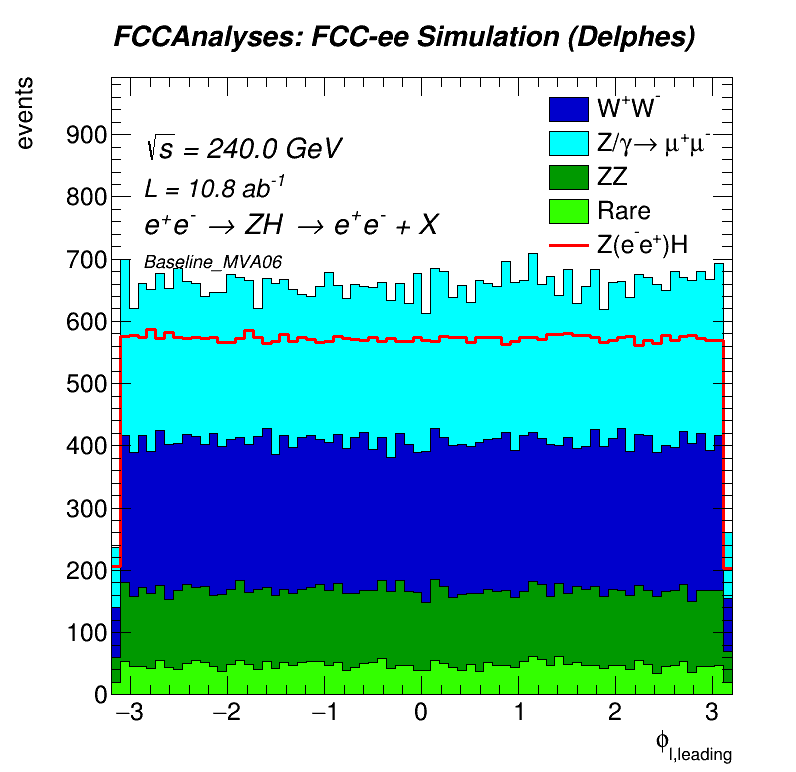 FCCAnalyses: FCC-ee Simulation (Delphes)
events
√s = 240.0 GeV
L = 10.8 ab⁻¹
e⁺e⁻ → ZH → e⁺e⁻ + X
Baseline_MVA06
W⁺W⁻
Z/γ→ μ⁺μ⁻
ZZ
Rare
Z(e⁻e⁺)H
900
800
700
600
500
400
300
200
100
0
−3 −2 −1 0 1 2 3
ϕl,leading